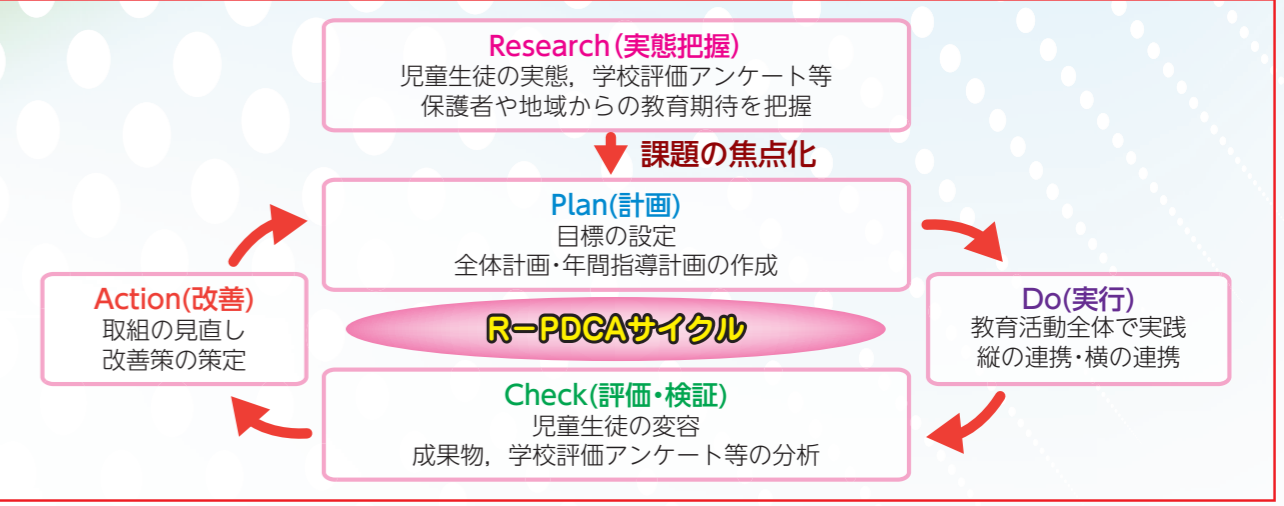 Research(実態把握)
児童生徒の実態，学校評価アンケート等
保護者や地域からの教育期待を把握
課題の焦点化
Plan(計画)
目標の設定
全体計画･年間指導計画の作成
Action(改善)
取組の見直し
改善策の策定
R－PDCAサイクル
Do(実行)
教育活動全体で実践
縦の連携･横の連携
Check(評価･検証)
児童生徒の変容
成果物，学校評価アンケート等の分析